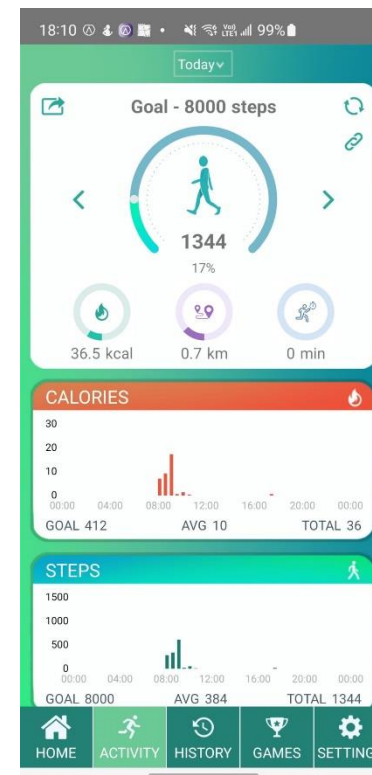 18:10
Vo))
LTE1
99%
Today
Goal - 8000 steps
1344
17%
36.5 kcal
0.7 km
0 min
CALORIES
30
20
10
0
00:00 04:00 08:00 12:00 16:00 20:00 00:00
GOAL 412 AVG 10 TOTAL 36
STEPS
1500
1000
500
0
00:00 04:00 08:00 12:00 16:00 20:00 00:00
GOAL 8000 AVG 384 TOTAL 1344
HOME ACTIVITY HISTORY GAMES SETTING